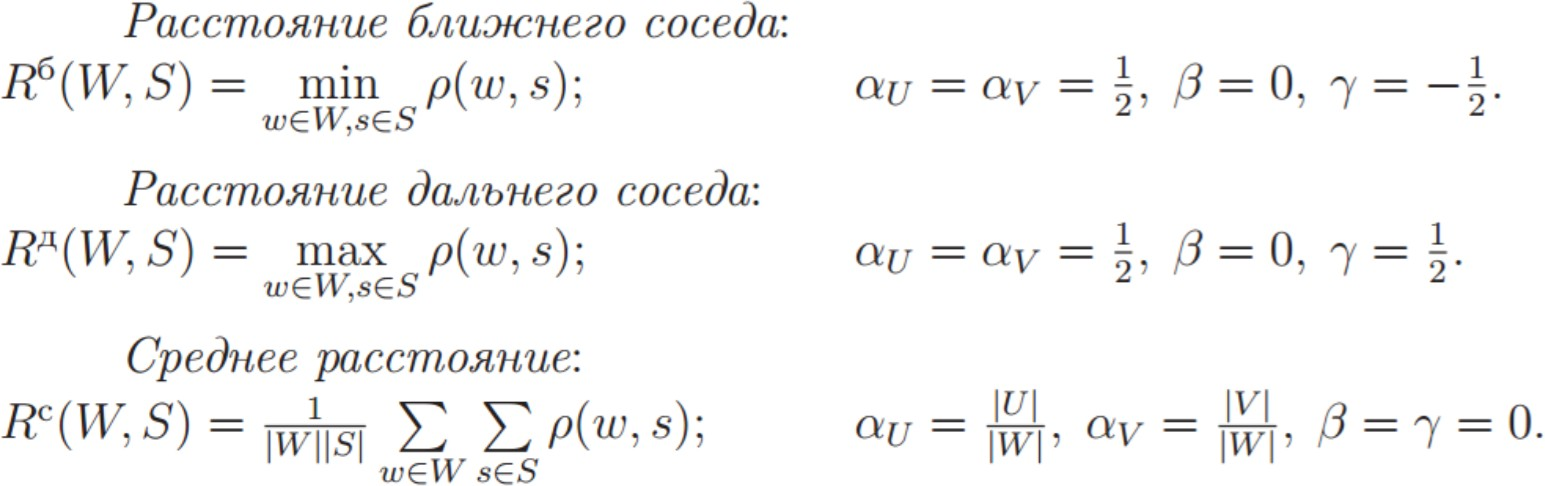 Расстояние ближнего соседа:
R^б(W, S) = min_{w∈W,s∈S} ρ(w, s); α_U = α_V = 1/2, β = 0, γ = −1/2.
Расстояние дальнего соседа:
R^д(W, S) = max_{w∈W,s∈S} ρ(w, s); α_U = α_V = 1/2, β = 0, γ = 1/2.
Среднее расстояние:
R^с(W, S) = 1/|W||S| ∑_{w∈W} ∑_{s∈S} ρ(w, s); α_U = |U|/|W|, α_V = |V|/|W|, β = γ = 0.